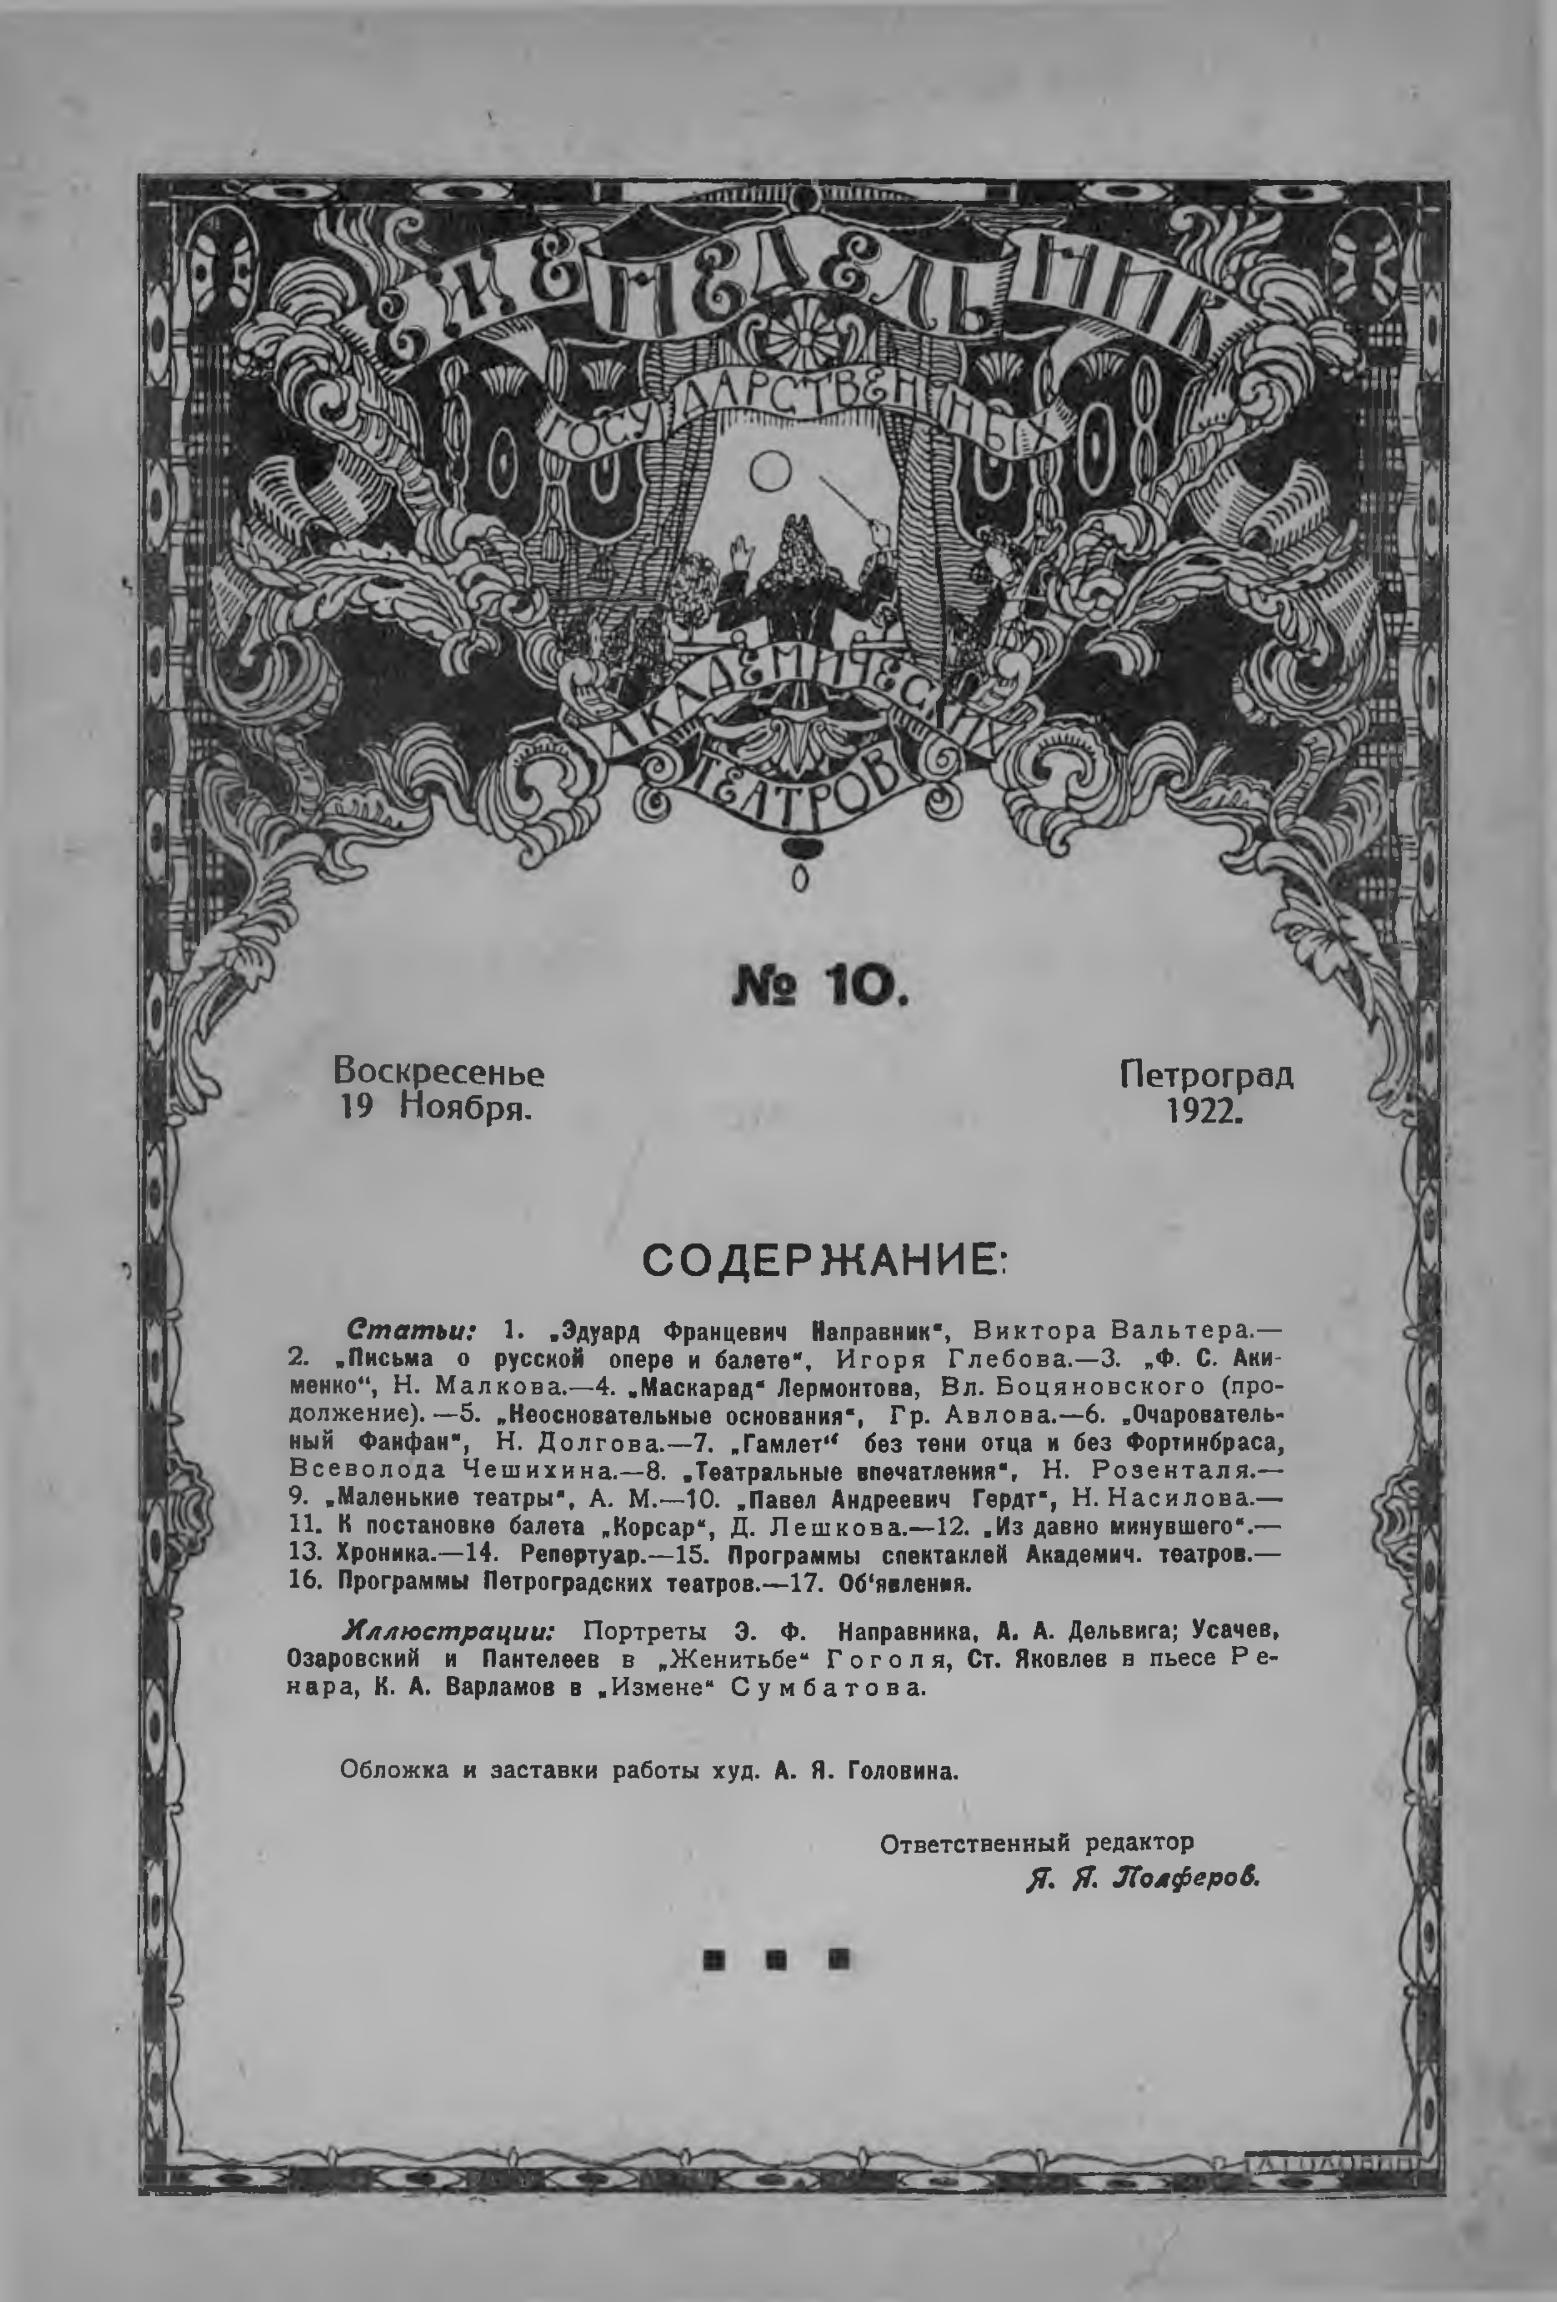 ЕЖЕНЕДЕЛЬНИК
ГОСУДАРСТВЕННЫХ
АКАДЕМИЧЕСКИХ
ТЕАТРОВ
№ 10.
Воскресенье
19 Ноября.
Петроград
1922.
СОДЕРЖАНИЕ:
Статьи: 1. „Эдуард Францевич Направник“, Виктора Вальтера.—
2. „Письма о русской опере и балете“, Игоря Глебова.—3. „Ф. С. Аки-
менко“, Н. Малкова.—4. „Маскарад“ Лермонтова, Вл. Боцяновского (про-
должение). —5. „Неосновательные основания“, Гр. Авлова.—6. „Очарователь-
ный Фанфан“, Н. Долгова.—7. „Гамлет“ без тени отца и без Фортинбраса,
Всеволода Чешихина.—8. „Театральные впечатления“, Н. Розенталя.—
9. „Маленькие театры“, А. М.—10. „Павел Андреевич Гердт“, Н. Насилова.—
11. К постановке балета „Корсар“, Д. Лешкова.—12. „Из давно минувшего“.—
13. Хроника.—14. Репертуар.—15. Программы спектаклей Академич. театров.—
16. Программы Петроградских театров.—17. Об‘явления.
Иллюстрации: Портреты Э. Ф. Направника, А. А. Дельвига; Усачев,
Озаровский и Пантелеев в „Женитьбе“ Гоголя, Ст. Яковлев в пьесе Ре-
нара, К. А. Варламов в „Измене“ Сумбатова.
Обложка и заставки работы худ. А. Я. Головина.
Ответственный редактор
Я. Я. Полферов.